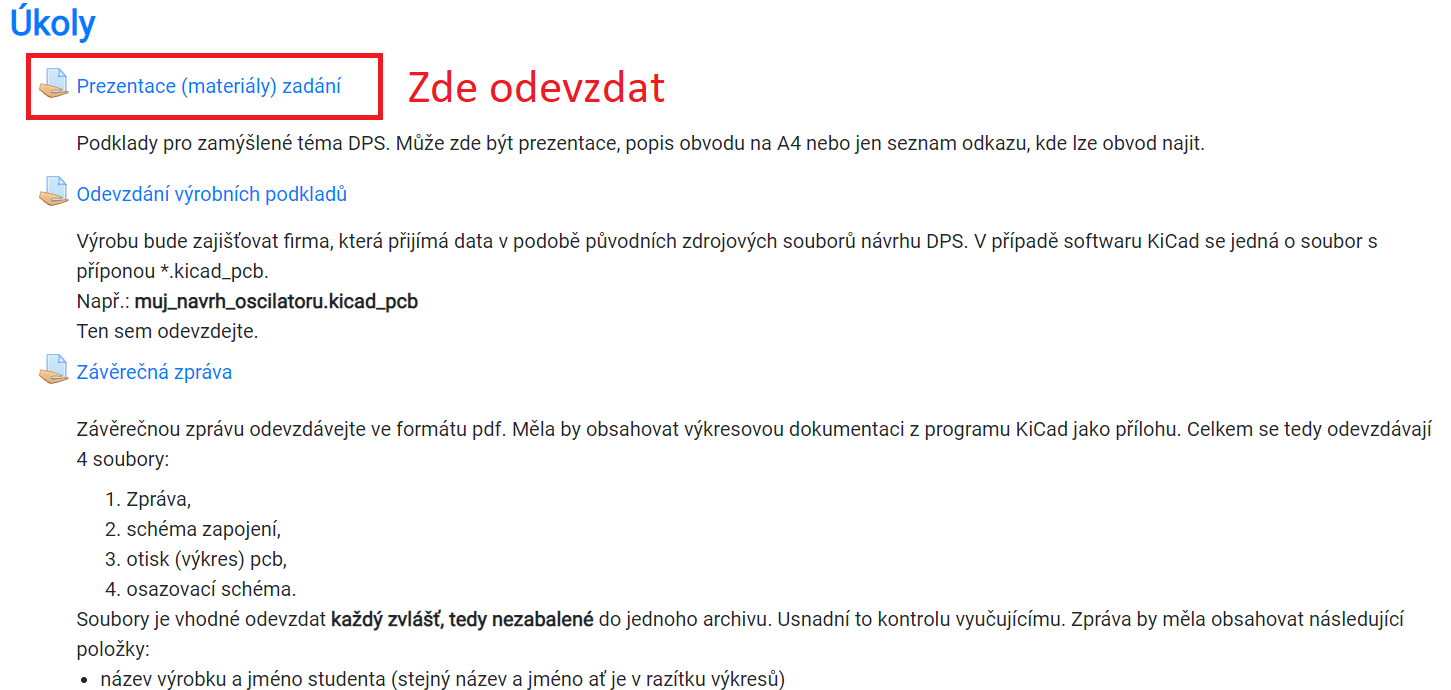 Úkoly
Prezentace (materiály) zadání
Zde odevzdat
Podklady pro zamýšlené téma DPS. Může zde být prezentace, popis obvodu na A4 nebo jen seznam odkazu, kde lze obvod najit.
Odevzdání výrobních podkladů
Výrobu bude zajišťovat firma, která přijímá data v podobě původních zdrojových souborů návrhu DPS. V případě softwaru KiCad se jedná o soubor s
příponou *.kicad_pcb.
Např.: muj_navrh_oscilatoru.kicad_pcb
Ten sem odevzdejte.
Závěrečná zpráva
Závěrečnou zprávu odevzdávejte ve formátu pdf. Měla by obsahovat výkresovou dokumentaci z programu KiCad jako přílohu. Celkem se tedy odevzdávají
4 soubory:
1. Zpráva,
2. schéma zapojení,
3. otisk (výkres) pcb,
4. osazovací schéma.
Soubory je vhodné odevzdat každý zvlášť, tedy nezabalené do jednoho archivu. Usnadní to kontrolu vyučujícímu. Zpráva by měla obsahovat následující
položky:
• název výrobku a jméno studenta (stejný název a jméno ať je v razítku výkresů)